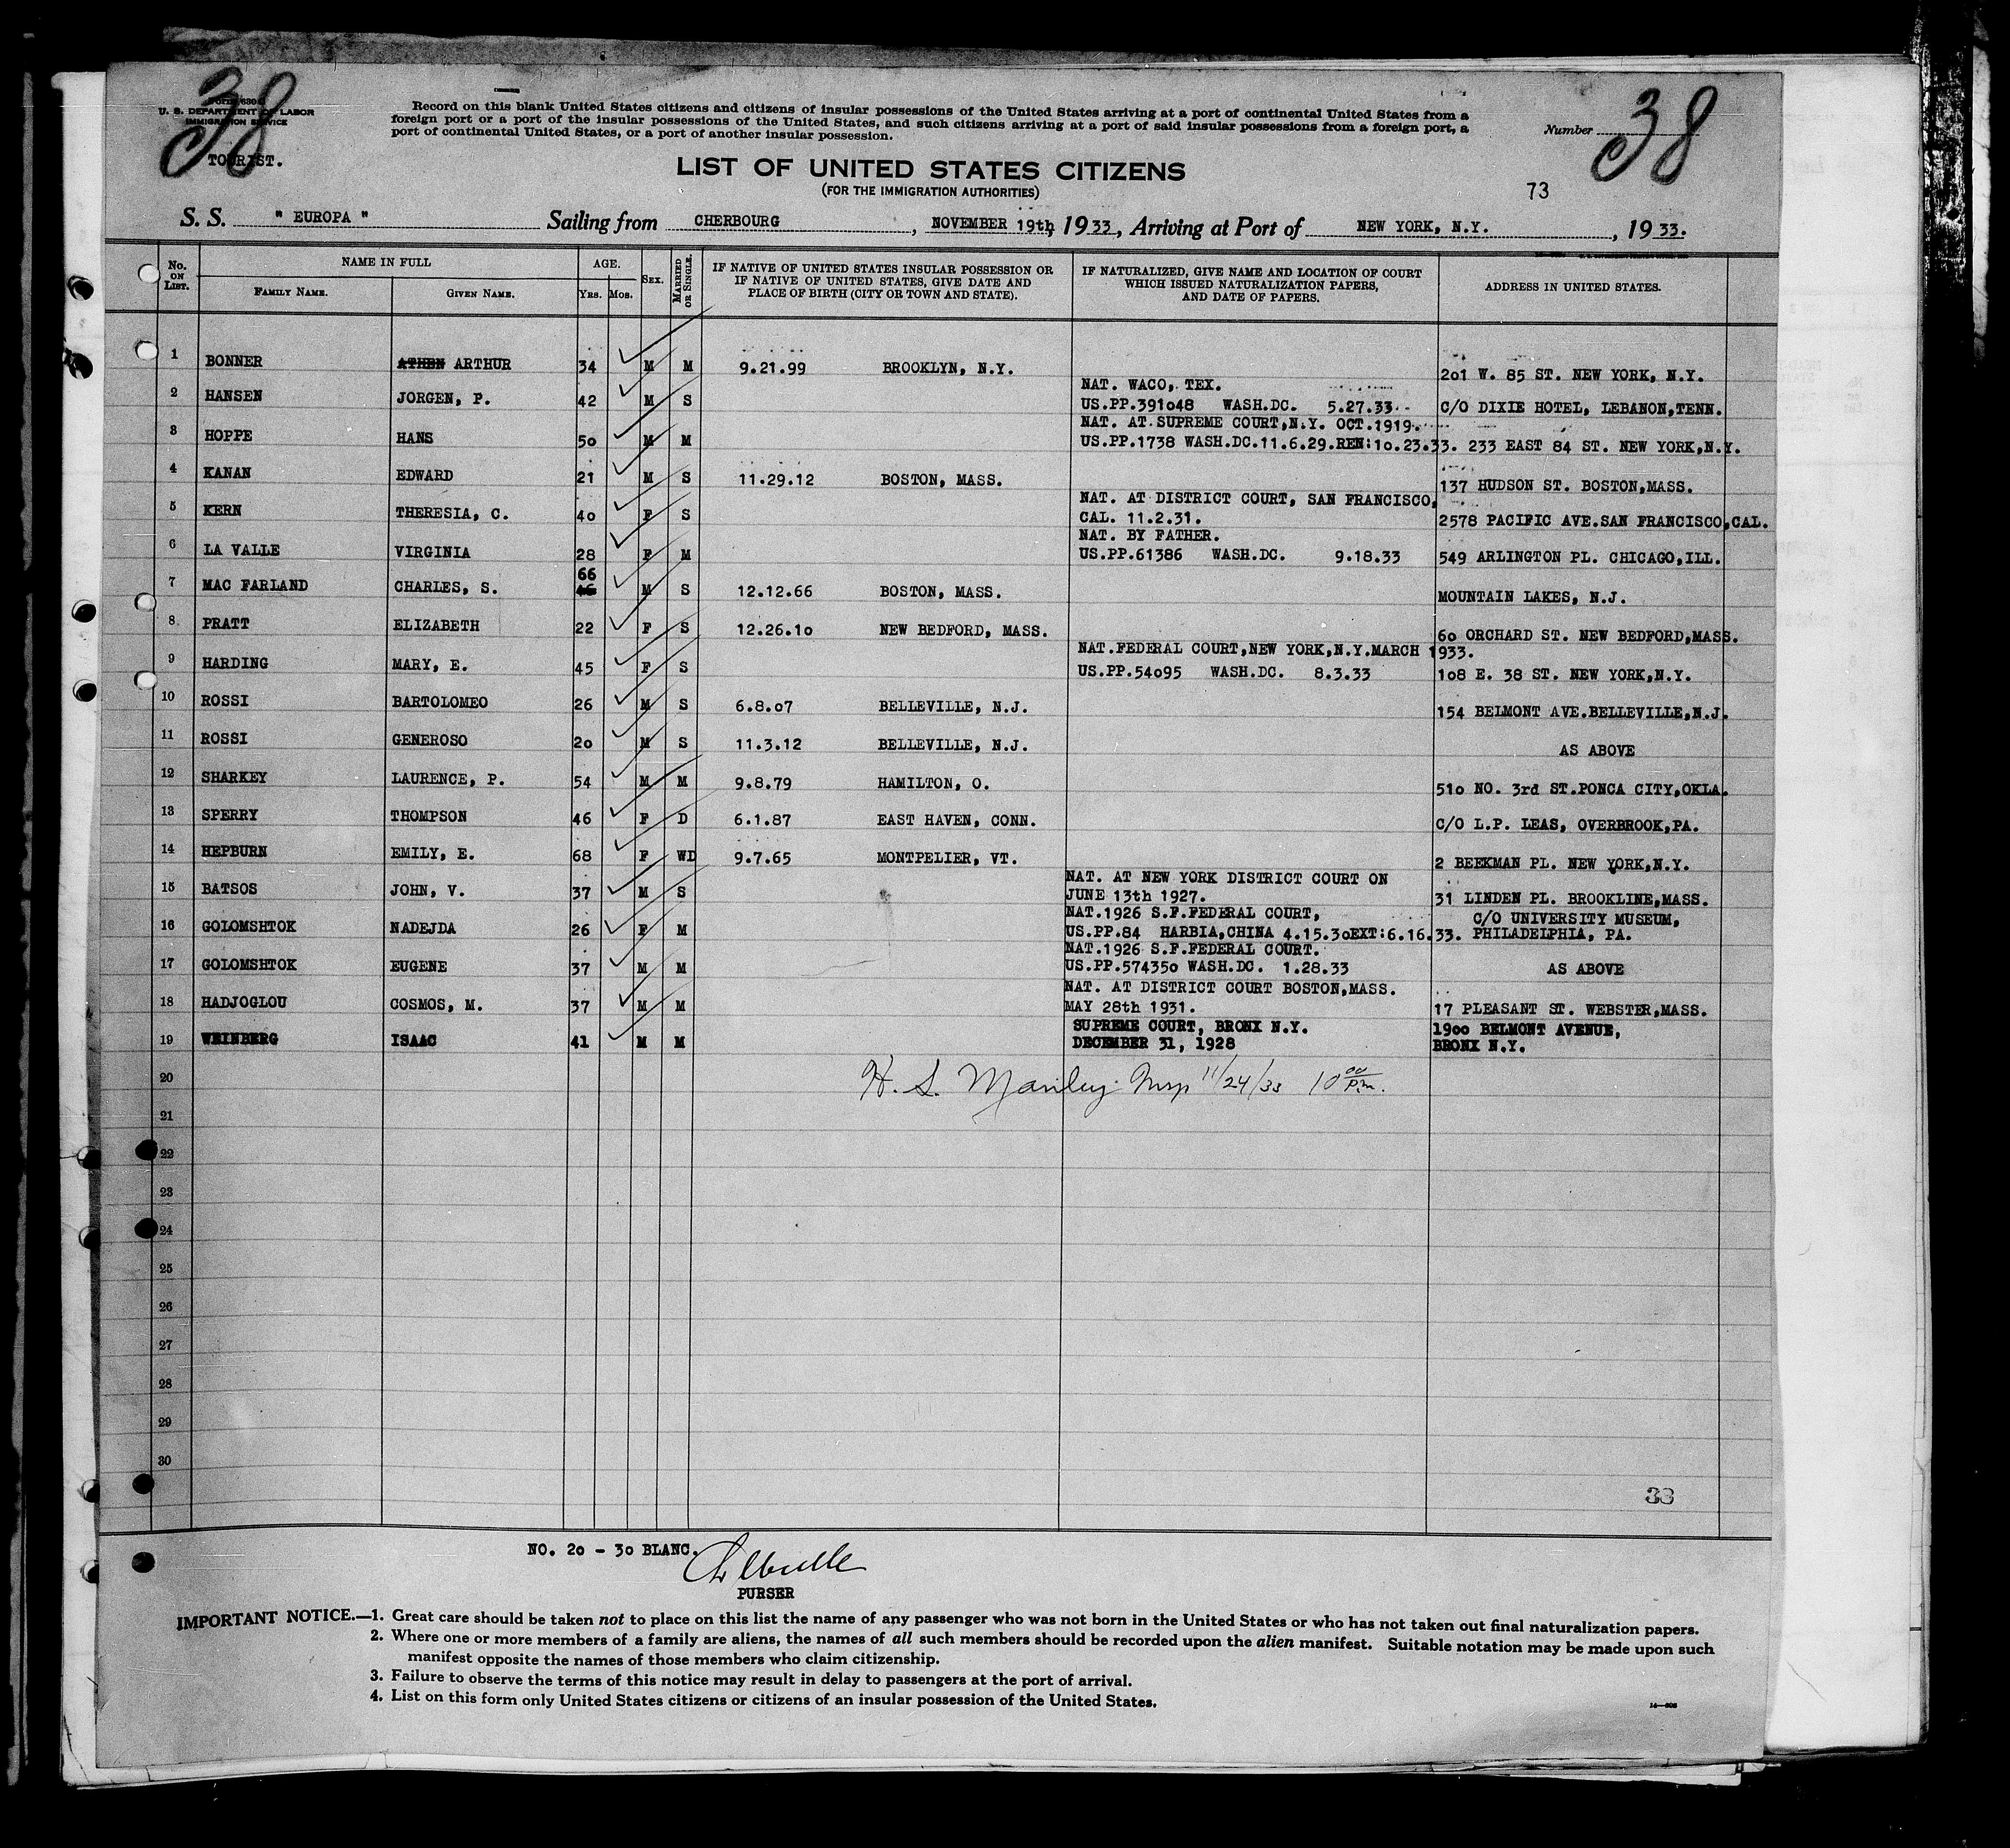 38
FORM 630
U. S. DEPARTMENT OF LABOR
IMMIGRATION SERVICE
TOURIST.
Record on this blank United States citizens and citizens of insular possessions of the United States arriving at a port of continental United States from a
foreign port or a port of the insular possessions of the United States, and such citizens arriving at a port of said insular possessions from a foreign port, a
port of continental United States, or a port of another insular possession.
Number 38
LIST OF UNITED STATES CITIZENS
(FOR THE IMMIGRATION AUTHORITIES)
73
S. S. " EUROPA " Sailing from CHERBOURG, NOVEMBER 19th, 1933, Arriving at Port of NEW YORK, N.Y., 1933.
No. ON LIST. NAME IN FULL AGE. SEX. MARRIED OR SINGLE. IF NATIVE OF UNITED STATES INSULAR POSSESSION OR IF NATIVE OF UNITED STATES, GIVE DATE AND PLACE OF BIRTH (CITY OR TOWN AND STATE). IF NATURALIZED, GIVE NAME AND LOCATION OF COURT WHICH ISSUED NATURALIZATION PAPERS, AND DATE OF PAPERS. ADDRESS IN UNITED STATES.
FAMILY NAME. GIVEN NAME. YRS. MOS.
1 BONNER ATHEN ARTHUR 34 M M 9.21.99 BROOKLYN, N.Y. 201 W. 85 ST. NEW YORK, N.Y.
NAT. WACO, TEX.
2 HANSEN JORGEN, P. 42 M S US.PP.391048 WASH.DC. 5.27.33 C/O DIXIE HOTEL, LEBANON,TENN.
NAT. AT SUPREME COURT,N.Y. OCT.1919.
3 HOPPE HANS 50 M M US.PP.1738 WASH.DC.11.6.29.REN:10.23.33. 233 EAST 84 ST. NEW YORK,N.Y.
4 KANAN EDWARD 21 M S 11.29.12 BOSTON, MASS. 137 HUDSON ST. BOSTON,MASS.
NAT. AT DISTRICT COURT, SAN FRANCISCO,
5 KERN THERESIA, C. 40 F S CAL. 11.2.31. 2578 PACIFIC AVE.SAN FRANCISCO,CAL.
NAT. BY FATHER.
6 LA VALLE VIRGINIA 28 F M US.PP.61386 WASH.DC. 9.18.33 549 ARLINGTON PL. CHICAGO,ILL.
66
7 MAC FARLAND CHARLES, S. 46 M S 12.12.66 BOSTON, MASS. MOUNTAIN LAKES, N.J.
8 PRATT ELIZABETH 22 F S 12.26.10 NEW BEDFORD, MASS. 60 ORCHARD ST. NEW BEDFORD,MASS.
NAT.FEDERAL COURT,NEW YORK,N.Y.MARCH 1933.
9 HARDING MARY, E. 45 F S US.PP.54095 WASH.DC. 8.3.33 108 E. 38 ST. NEW YORK,N.Y.
10 ROSSI BARTOLOMEO 26 M S 6.8.07 BELLEVILLE, N.J. 154 BELMONT AVE.BELLEVILLE,N.J.
11 ROSSI GENEROSO 20 M S 11.3.12 BELLEVILLE, N.J. AS ABOVE
12 SHARKEY LAURENCE, P. 54 M M 9.8.79 HAMILTON, O. 510 NO. 3rd ST.PONCA CITY,OKLA.
13 SPERRY THOMPSON 46 F D 6.1.87 EAST HAVEN, CONN. C/O L.P. LEAS, OVERBROOK,PA.
14 HEPBURN EMILY, E. 68 F WD 9.7.65 MONTPELIER, VT. 2 BEEKMAN PL. NEW YORK,N.Y.
NAT. AT NEW YORK DISTRICT COURT ON
15 BATSOS JOHN, V. 37 M S JUNE 13th 1927. 31 LINDEN PL. BROOKLINE,MASS.
NAT.1926 S.F.FEDERAL COURT, C/O UNIVERSITY MUSEUM,
16 GOLOMSHTOK NADEJDA 26 F M US.PP.84 HARBIA,CHINA 4.15.30EXT:6.16.33. PHILADELPHIA, PA.
NAT.1926 S.F.FEDERAL COURT.
17 GOLOMSHTOK EUGENE 37 M M US.PP.574350 WASH.DC. 1.28.33 AS ABOVE
NAT. AT DISTRICT COURT BOSTON,MASS.
18 HADJOGLOU COSMOS, M. 37 M M MAY 28th 1931. 17 PLEASANT ST. WEBSTER,MASS.
SUPREME COURT, BRONX N.Y. 1900 BELMONT AVENUE,
19 WEINBERG ISAAC 41 M M DECEMBER 31, 1928 BRONX N.Y.
20 H. S. Manley Insp 11/24/33 10 00 P.m.
21
22
23
24
25
26
27
28
29
30
38
NO. 20 - 30 BLANC.
PURSER
IMPORTANT NOTICE.—1. Great care should be taken not to place on this list the name of any passenger who was not born in the United States or who has not taken out final naturalization papers.
2. Where one or more members of a family are aliens, the names of all such members should be recorded upon the alien manifest. Suitable notation may be made upon such
manifest opposite the names of those members who claim citizenship.
3. Failure to observe the terms of this notice may result in delay to passengers at the port of arrival.
4. List on this form only United States citizens or citizens of an insular possession of the United States.